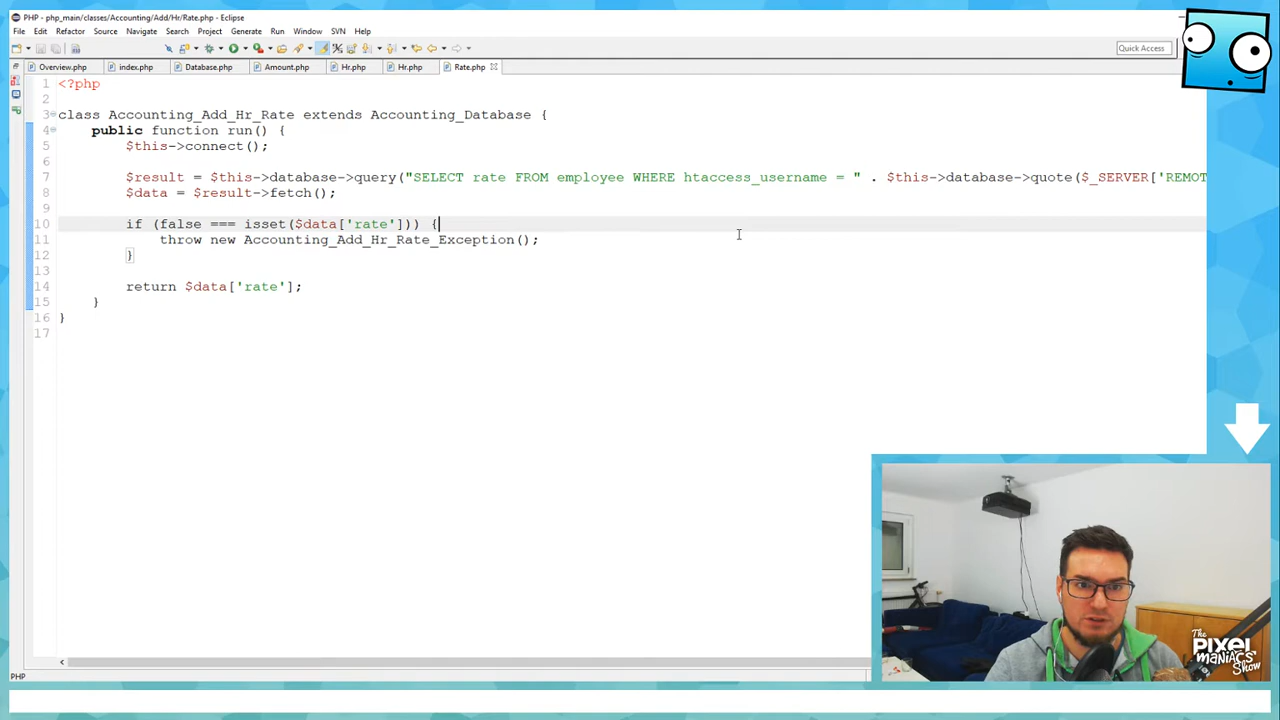 PHP - php_main/classes/Accounting/Add/Hr/Rate.php - Eclipse
File Edit Refactor Source Navigate Search Project Generate Run Window SVN Help
Quick Access
Overview.php index.php Database.php Amount.php Hr.php Hr.php Rate.php
1 <?php
2
3 class Accounting_Add_Hr_Rate extends Accounting_Database {
4 public function run() {
5 $this->connect();
6
7 $result = $this->database->query("SELECT rate FROM employee WHERE htaccess_username = " . $this->database->quote($_SERVER['REMOT
8 $data = $result->fetch();
9
10 if (false === isset($data['rate'])) {
11 throw new Accounting_Add_Hr_Rate_Exception();
12 }
13
14 return $data['rate'];
15 }
16 }
17
PHP
The
PIXEL
MANIACS
Show